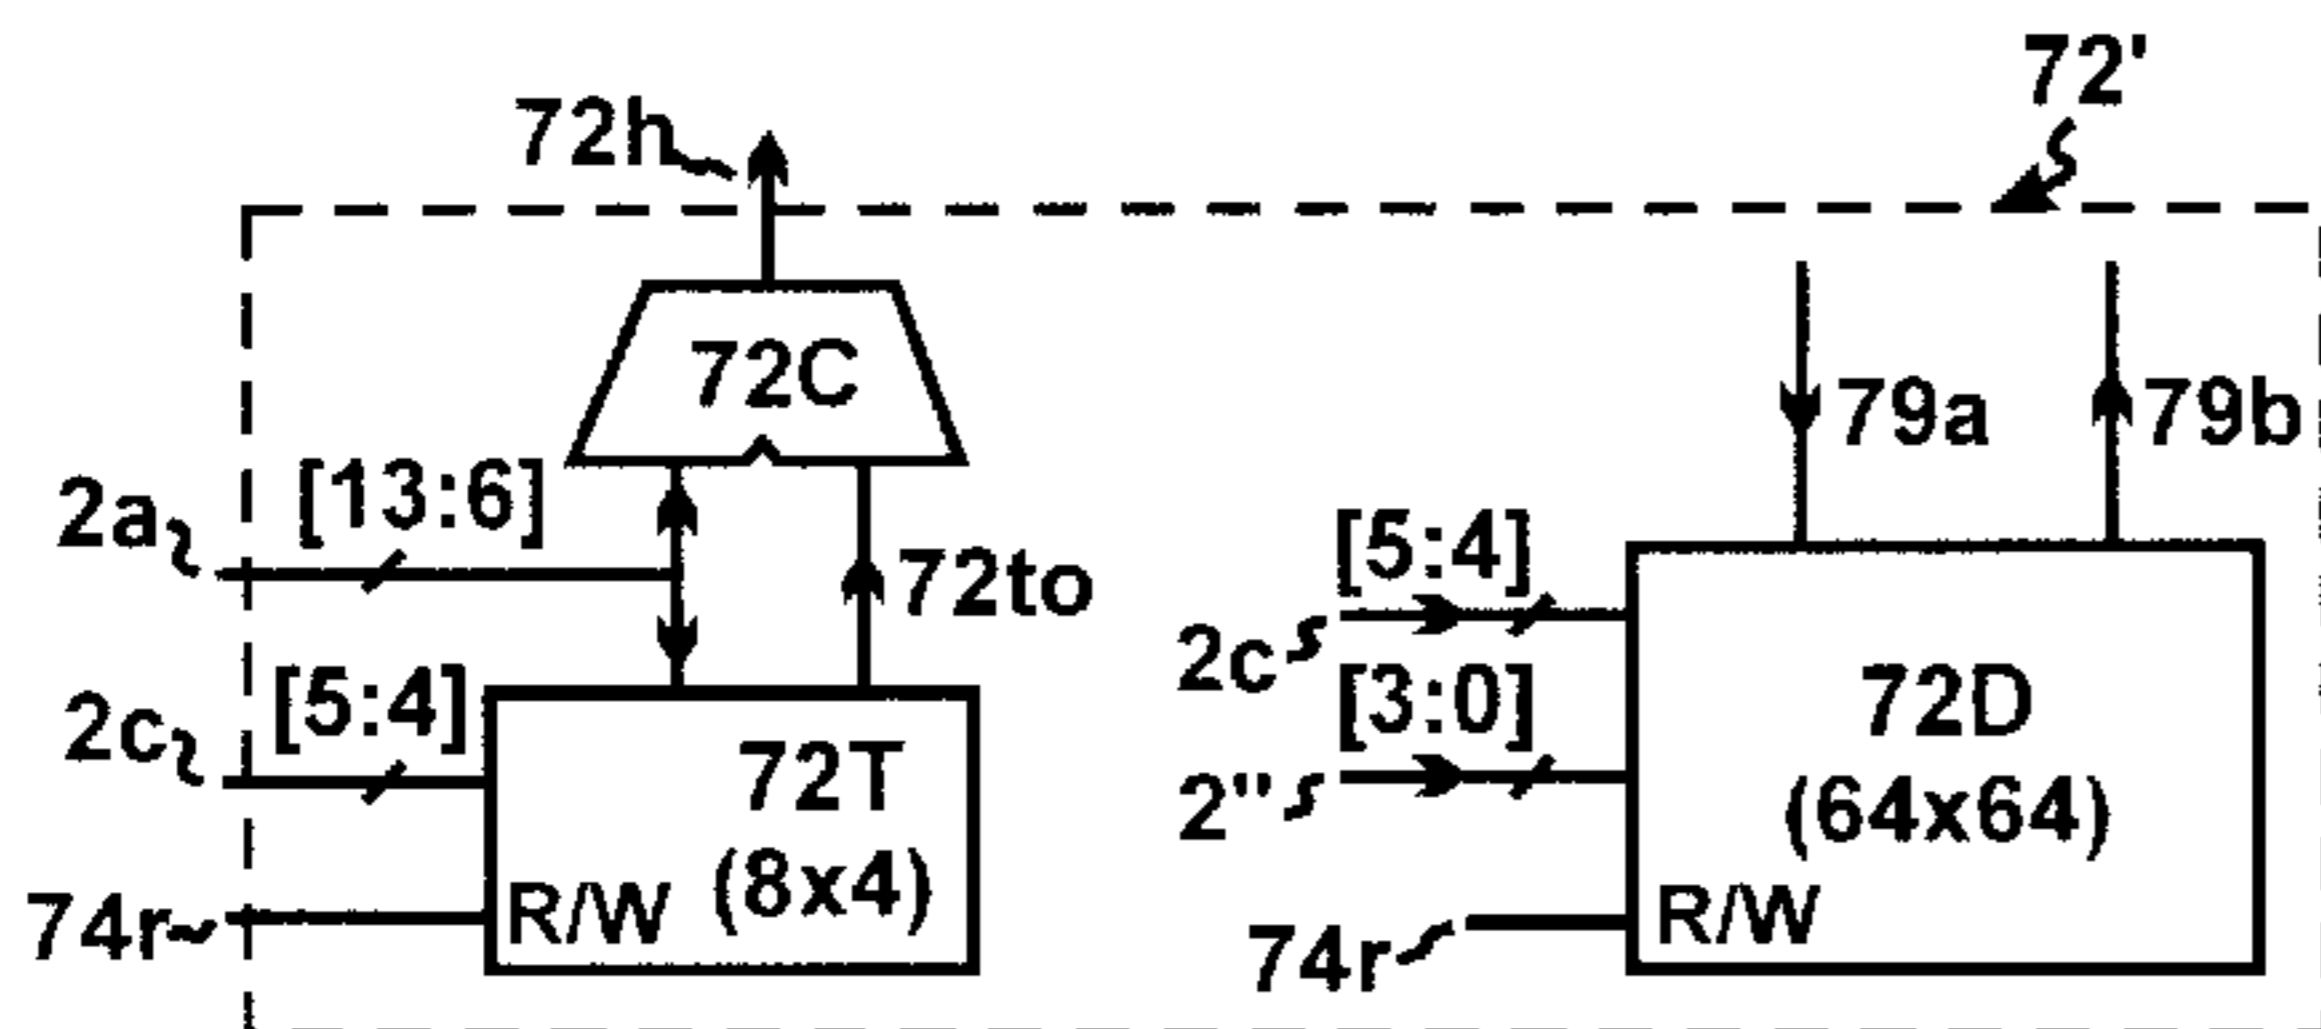 72'
72h
72C
79a
79b
2a
[13:6]
72to
[5:4]
2c
[3:0]
2"
72D
(64x64)
74r
R/W
2c
[5:4]
72T
(8x4)
74r
R/W